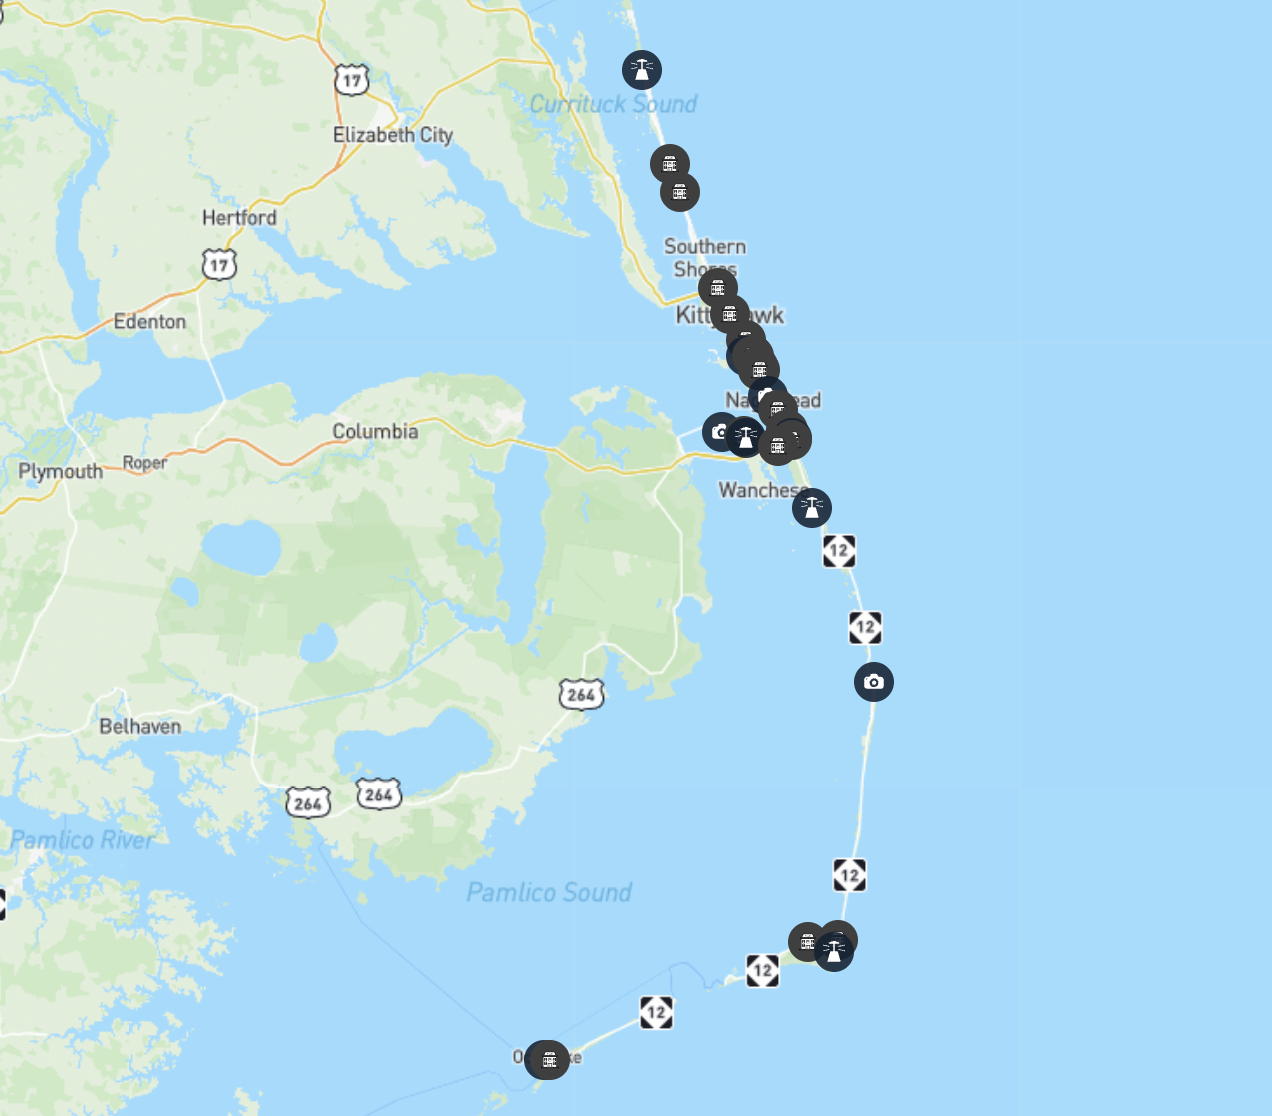 17
Currituck Sound
Elizabeth City
Hertford
Southern
Shores
17
Kitty Hawk
Edenton
Nags Head
Columbia
Roper
Plymouth
Wanchese
12
12
264
Belhaven
264
264
Pamlico River
12
Pamlico Sound
12
12